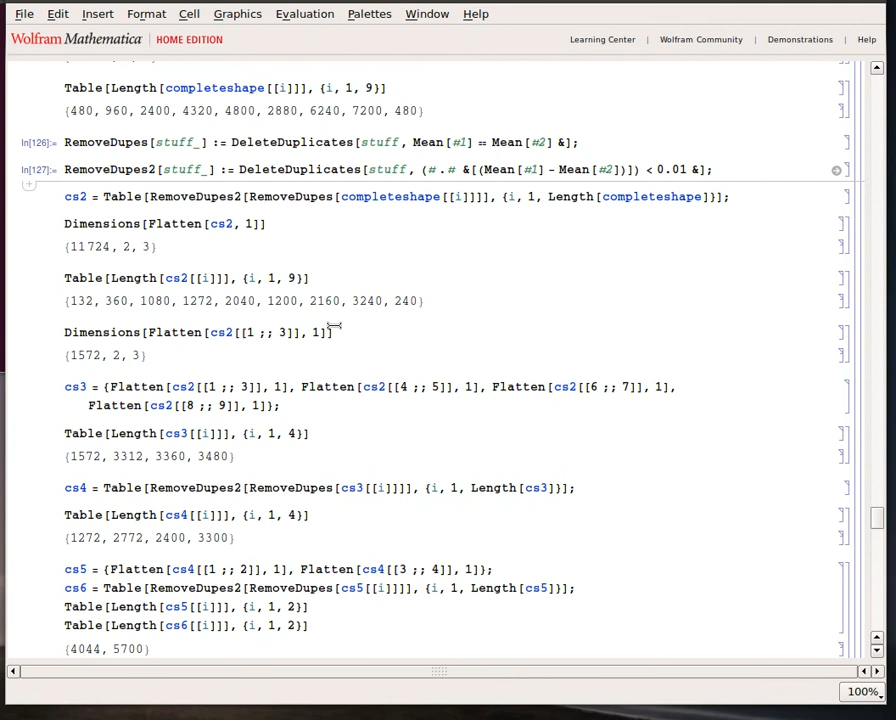 File Edit Insert Format Cell Graphics Evaluation Palettes Window Help
Wolfram Mathematica | HOME EDITION Learning Center | Wolfram Community | Demonstrations | Help
Table[Length[completeshape[[i]]], {i, 1, 9}]
{480, 960, 2400, 4320, 4800, 2880, 6240, 7200, 480}
In[126]:= RemoveDupes[stuff_] := DeleteDuplicates[stuff, Mean[#1] == Mean[#2] &];
In[127]:= RemoveDupes2[stuff_] := DeleteDuplicates[stuff, (#.# &[(Mean[#1] - Mean[#2])]) < 0.01 &];
cs2 = Table[RemoveDupes2[RemoveDupes[completeshape[[i]]]], {i, 1, Length[completeshape]}];
Dimensions[Flatten[cs2, 1]]
{11724, 2, 3}
Table[Length[cs2[[i]]], {i, 1, 9}]
{132, 360, 1080, 1272, 2040, 1200, 2160, 3240, 240}
Dimensions[Flatten[cs2[[1 ;; 3]], 1]]
{1572, 2, 3}
cs3 = {Flatten[cs2[[1 ;; 3]], 1], Flatten[cs2[[4 ;; 5]], 1], Flatten[cs2[[6 ;; 7]], 1],
Flatten[cs2[[8 ;; 9]], 1]};
Table[Length[cs3[[i]]], {i, 1, 4}]
{1572, 3312, 3360, 3480}
cs4 = Table[RemoveDupes2[RemoveDupes[cs3[[i]]]], {i, 1, Length[cs3]}];
Table[Length[cs4[[i]]], {i, 1, 4}]
{1272, 2772, 2400, 3300}
cs5 = {Flatten[cs4[[1 ;; 2]], 1], Flatten[cs4[[3 ;; 4]], 1]};
cs6 = Table[RemoveDupes2[RemoveDupes[cs5[[i]]]], {i, 1, Length[cs5]}];
Table[Length[cs5[[i]]], {i, 1, 2}]
Table[Length[cs6[[i]]], {i, 1, 2}]
{4044, 5700}
100%